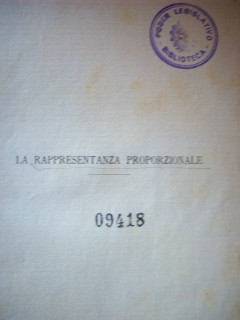 PODER LEGISLATIVO
BIBLIOTECA
LA RAPPRESENTANZA PROPORZIONALE
09418